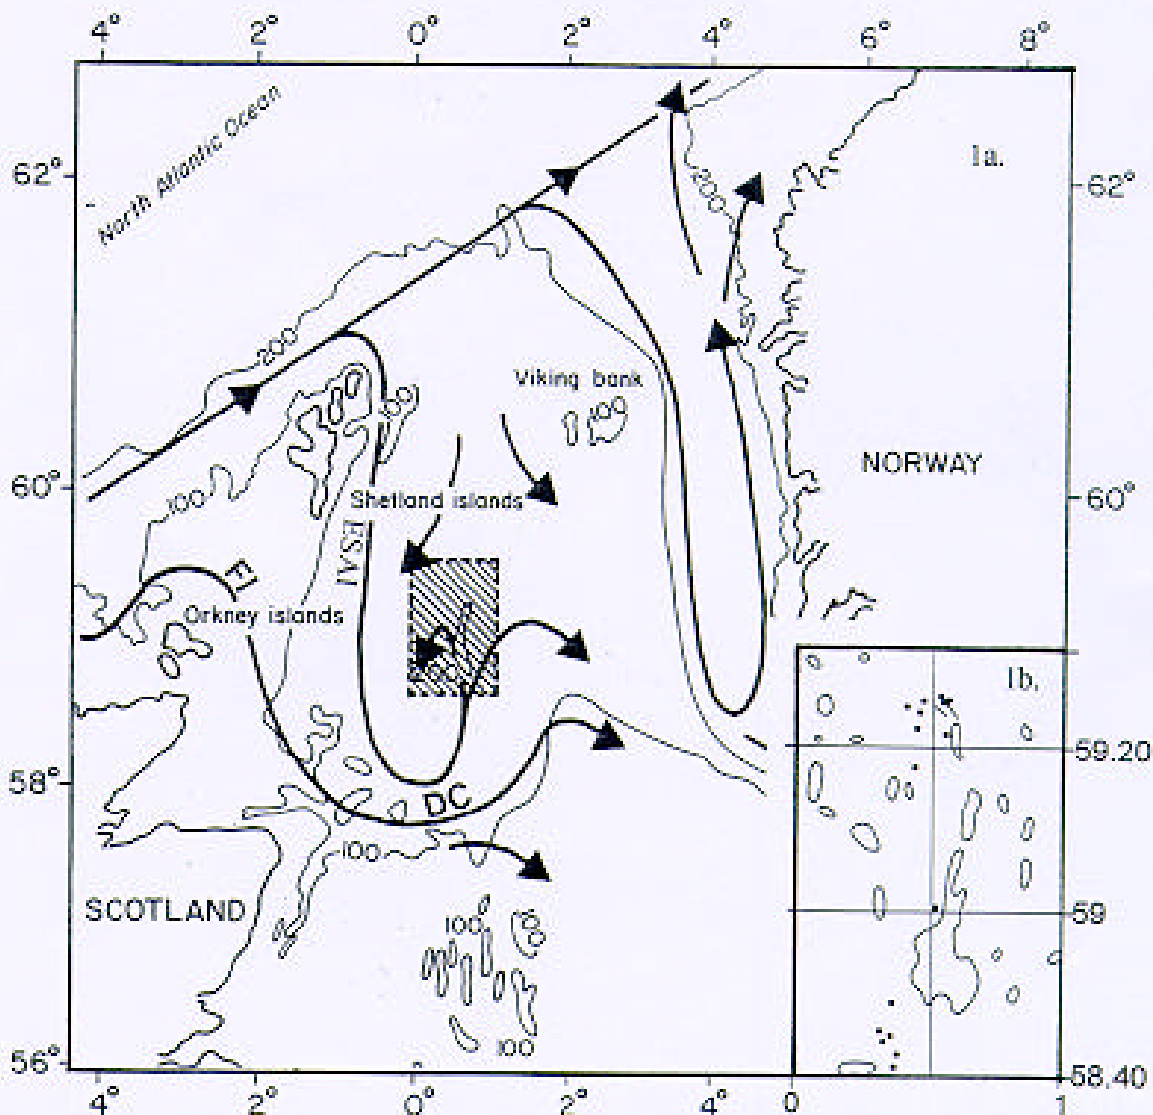 4° 2° 0° 2° 4° 6° 8°
North Atlantic Ocean
1a.
62° 200 62°
200
Viking bank
100
100
NORWAY
60° 100 60°
Shetland islands
ESAI
FI
Orkney islands
1b.
59.20
58° DC
100
SCOTLAND 59
100 100
100
56° 58.40
4° 2° 0° 2° 4° 0 1